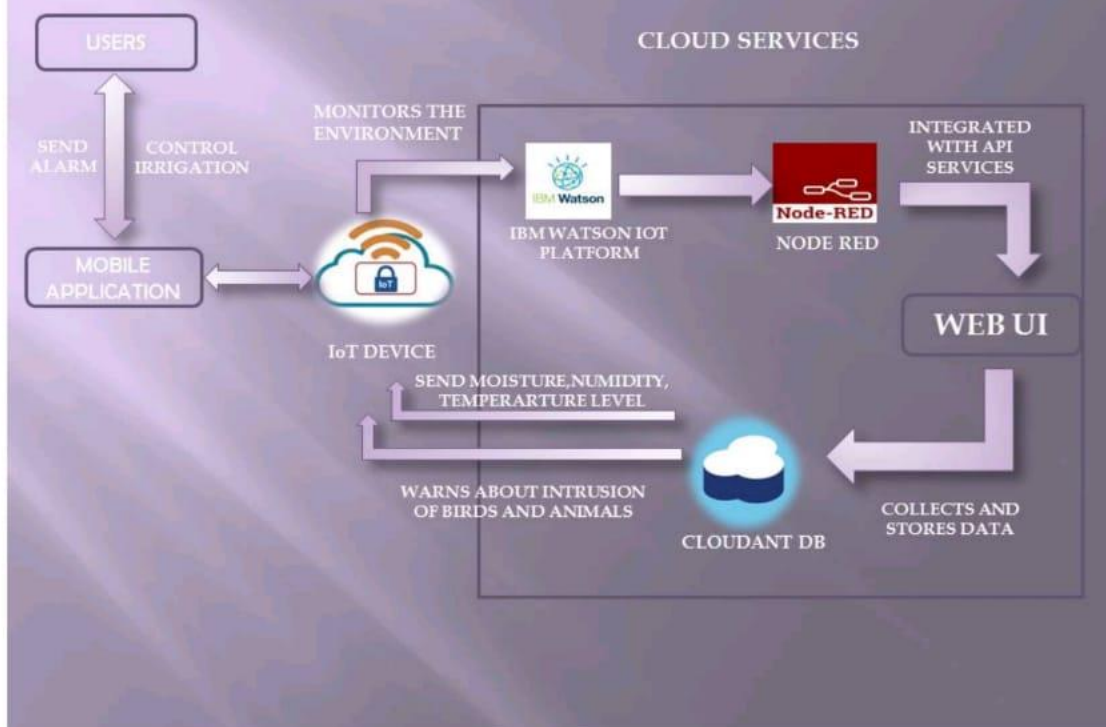 USERS
CLOUD SERVICES
MONITORS THE
ENVIRONMENT
SEND
ALARM
CONTROL
IRRIGATION
INTEGRATED
WITH API
SERVICES
IBM Watson
IBM WATSON IOT
PLATFORM
Node-RED
NODE RED
MOBILE
APPLICATION
IoT
IoT DEVICE
WEB UI
SEND MOISTURE,NUMIDITY,
TEMPERARTURE LEVEL
WARNS ABOUT INTRUSION
OF BIRDS AND ANIMALS
CLOUDANT DB
COLLECTS AND
STORES DATA